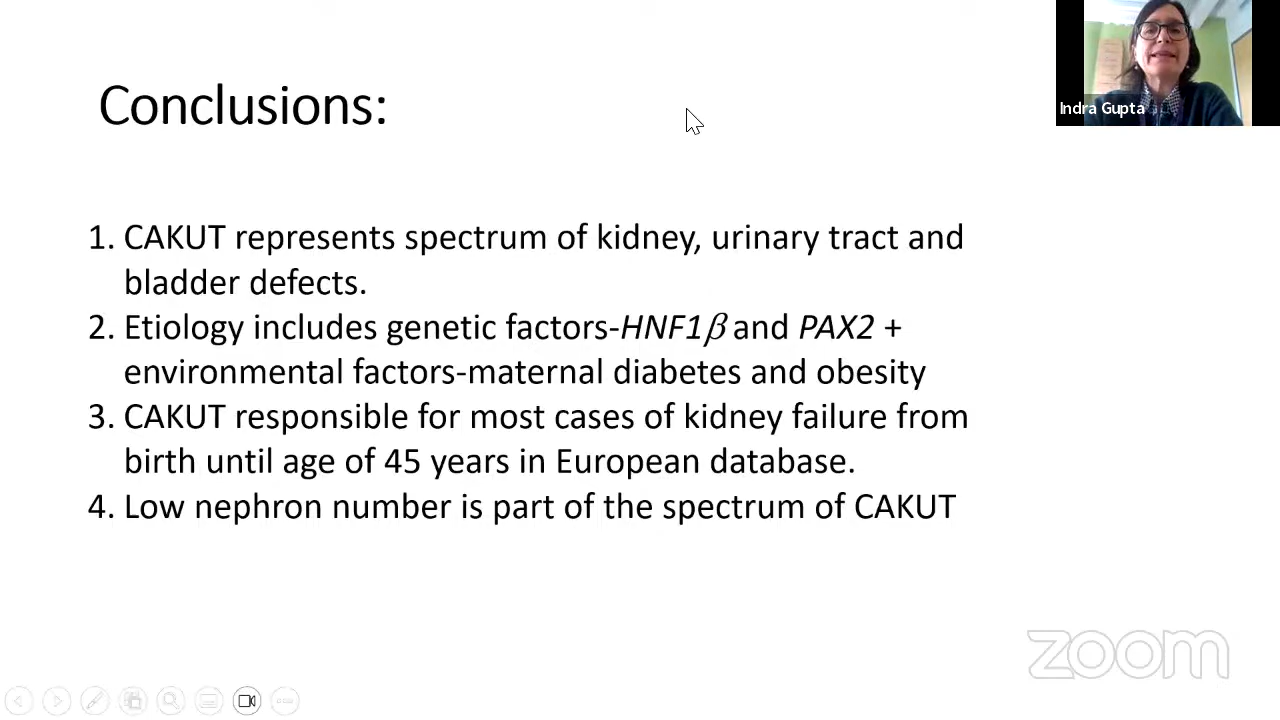 Conclusions:
Indra Gupta
1. CAKUT represents spectrum of kidney, urinary tract and
bladder defects.
2. Etiology includes genetic factors-HNF1β and PAX2 +
environmental factors-maternal diabetes and obesity
3. CAKUT responsible for most cases of kidney failure from
birth until age of 45 years in European database.
4. Low nephron number is part of the spectrum of CAKUT
zoom